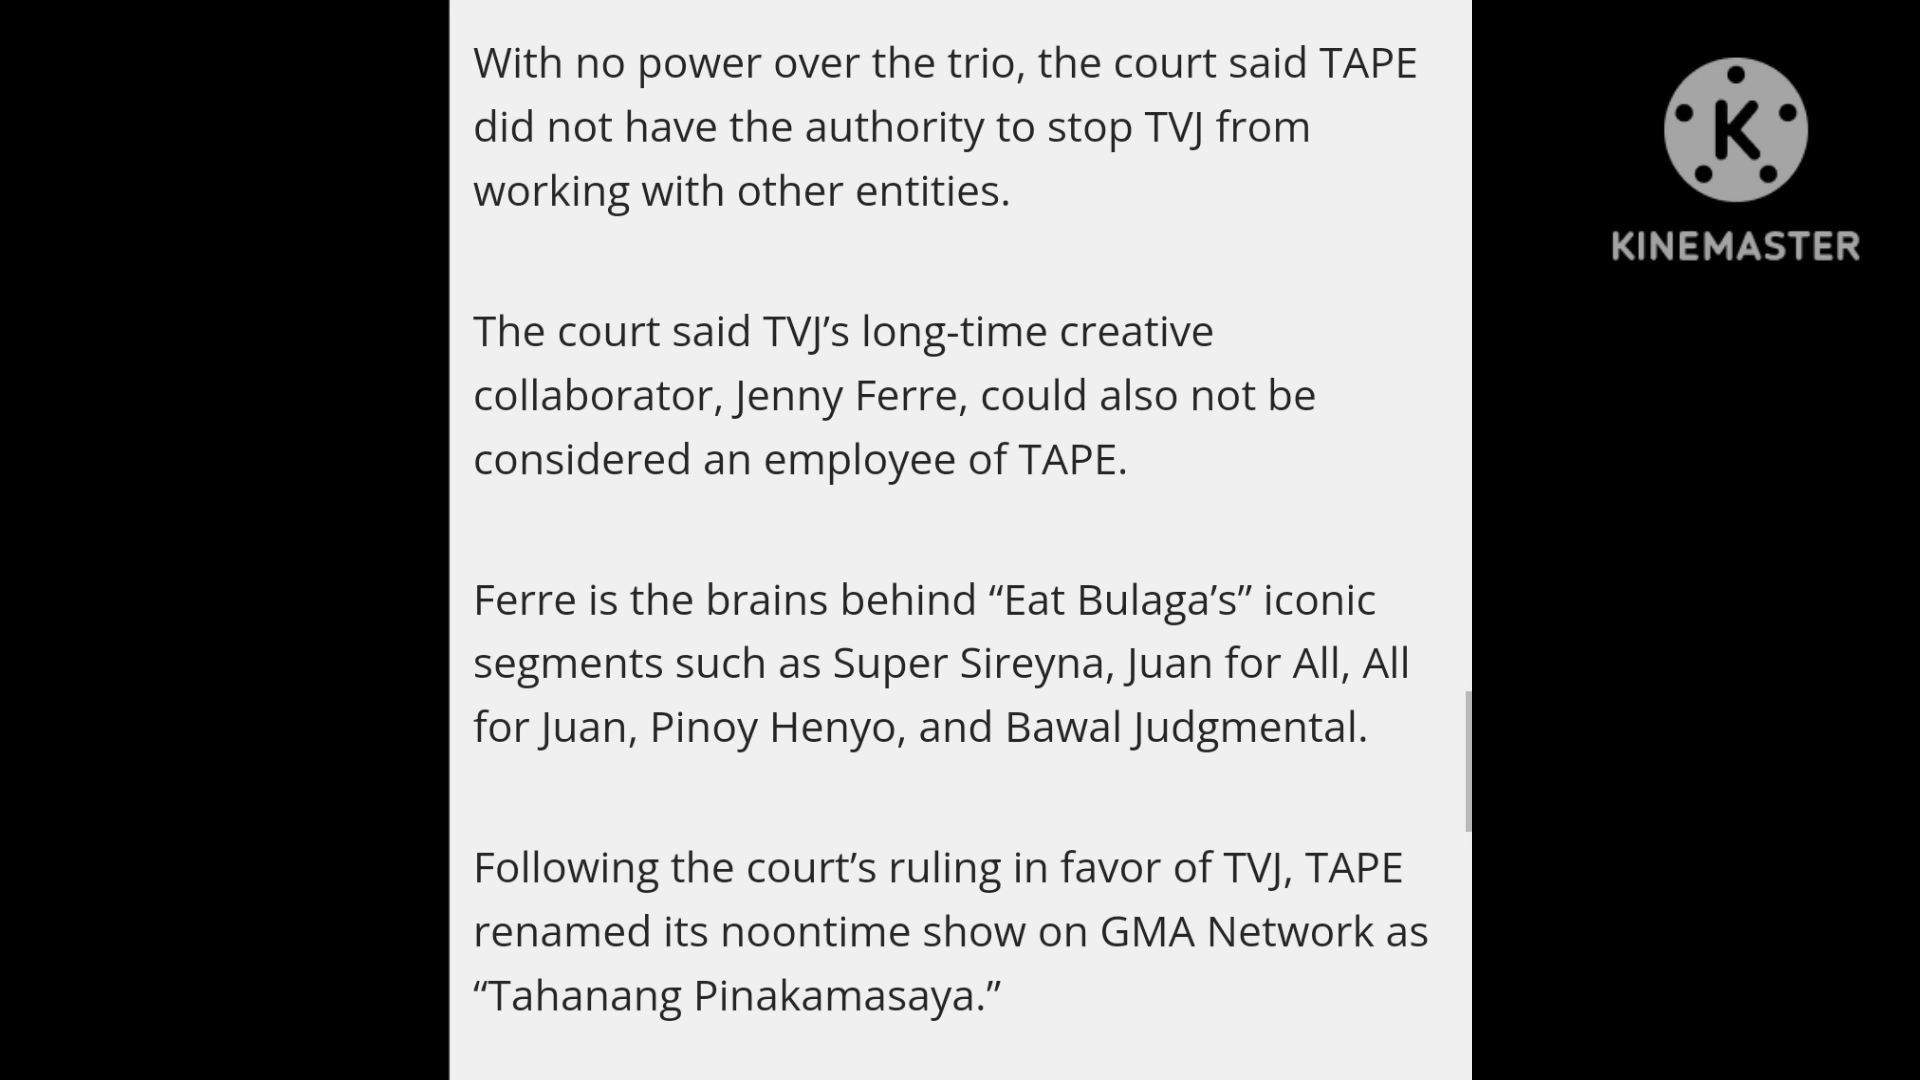 With no power over the trio, the court said TAPE
did not have the authority to stop TVJ from
working with other entities.
The court said TVJ’s long-time creative
collaborator, Jenny Ferre, could also not be
considered an employee of TAPE.
Ferre is the brains behind “Eat Bulaga’s” iconic
segments such as Super Sireyna, Juan for All, All
for Juan, Pinoy Henyo, and Bawal Judgmental.
Following the court’s ruling in favor of TVJ, TAPE
renamed its noontime show on GMA Network as
“Tahanang Pinakamasaya.”
K
KINEMASTER